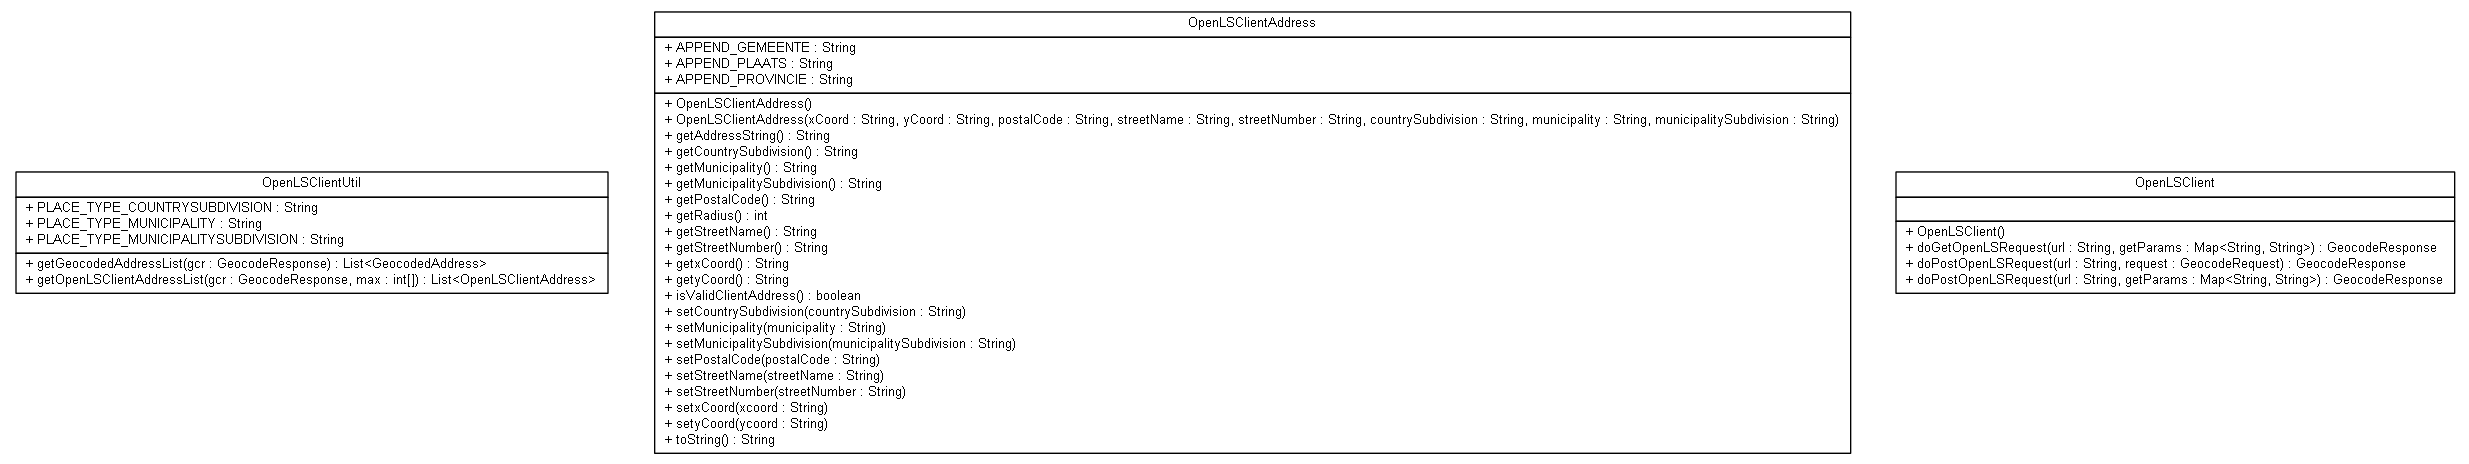 OpenLSClientUtil
+ PLACE_TYPE_COUNTRYSUBDIVISION : String
+ PLACE_TYPE_MUNICIPALITY : String
+ PLACE_TYPE_MUNICIPALITYSUBDIVISION : String
+ getGeocodedAddressList(gcr : GeocodeResponse) : List<GeocodedAddress>
+ getOpenLSClientAddressList(gcr : GeocodeResponse, max : int[]) : List<OpenLSClientAddress>
OpenLSClientAddress
+ APPEND_GEMEENTE : String
+ APPEND_PLAATS : String
+ APPEND_PROVINCIE : String
+ OpenLSClientAddress()
+ OpenLSClientAddress(xCoord : String, yCoord : String, postalCode : String, streetName : String, streetNumber : String, countrySubdivision : String, municipality : String, municipalitySubdivision : String)
+ getAddressString() : String
+ getCountrySubdivision() : String
+ getMunicipality() : String
+ getMunicipalitySubdivision() : String
+ getPostalCode() : String
+ getRadius() : int
+ getStreetName() : String
+ getStreetNumber() : String
+ getxCoord() : String
+ getyCoord() : String
+ isValidClientAddress() : boolean
+ setCountrySubdivision(countrySubdivision : String)
+ setMunicipality(municipality : String)
+ setMunicipalitySubdivision(municipalitySubdivision : String)
+ setPostalCode(postalCode : String)
+ setStreetName(streetName : String)
+ setStreetNumber(streetNumber : String)
+ setxCoord(xcoord : String)
+ setyCoord(ycoord : String)
+ toString() : String
OpenLSClient
+ OpenLSClient()
+ doGetOpenLSRequest(url : String, getParams : Map<String, String>) : GeocodeResponse
+ doPostOpenLSRequest(url : String, request : GeocodeRequest) : GeocodeResponse
+ doPostOpenLSRequest(url : String, getParams : Map<String, String>) : GeocodeResponse